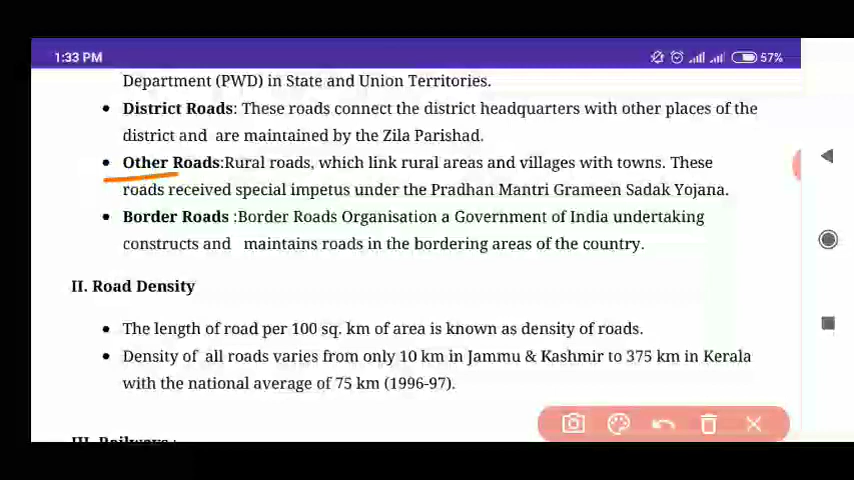 1:33 PM
57%
Department (PWD) in State and Union Territories.
• District Roads: These roads connect the district headquarters with other places of the
district and are maintained by the Zila Parishad.
• Other Roads:Rural roads, which link rural areas and villages with towns. These
roads received special impetus under the Pradhan Mantri Grameen Sadak Yojana.
• Border Roads :Border Roads Organisation a Government of India undertaking
constructs and maintains roads in the bordering areas of the country.
II. Road Density
• The length of road per 100 sq. km of area is known as density of roads.
• Density of all roads varies from only 10 km in Jammu & Kashmir to 375 km in Kerala
with the national average of 75 km (1996-97).
III. Railways :